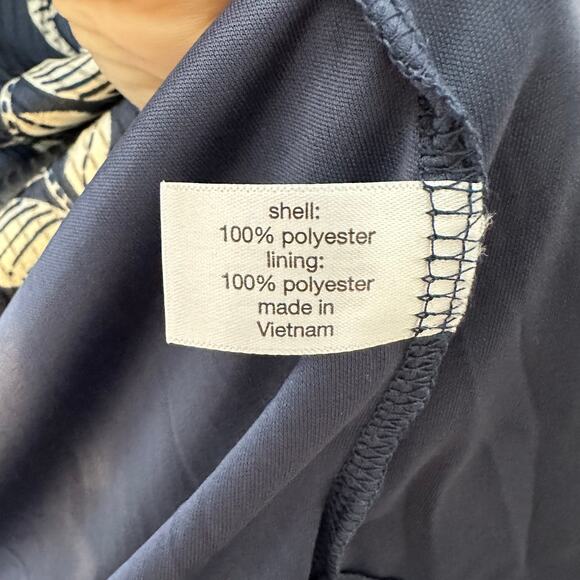 shell:
100% polyester
lining:
100% polyester
made in
Vietnam